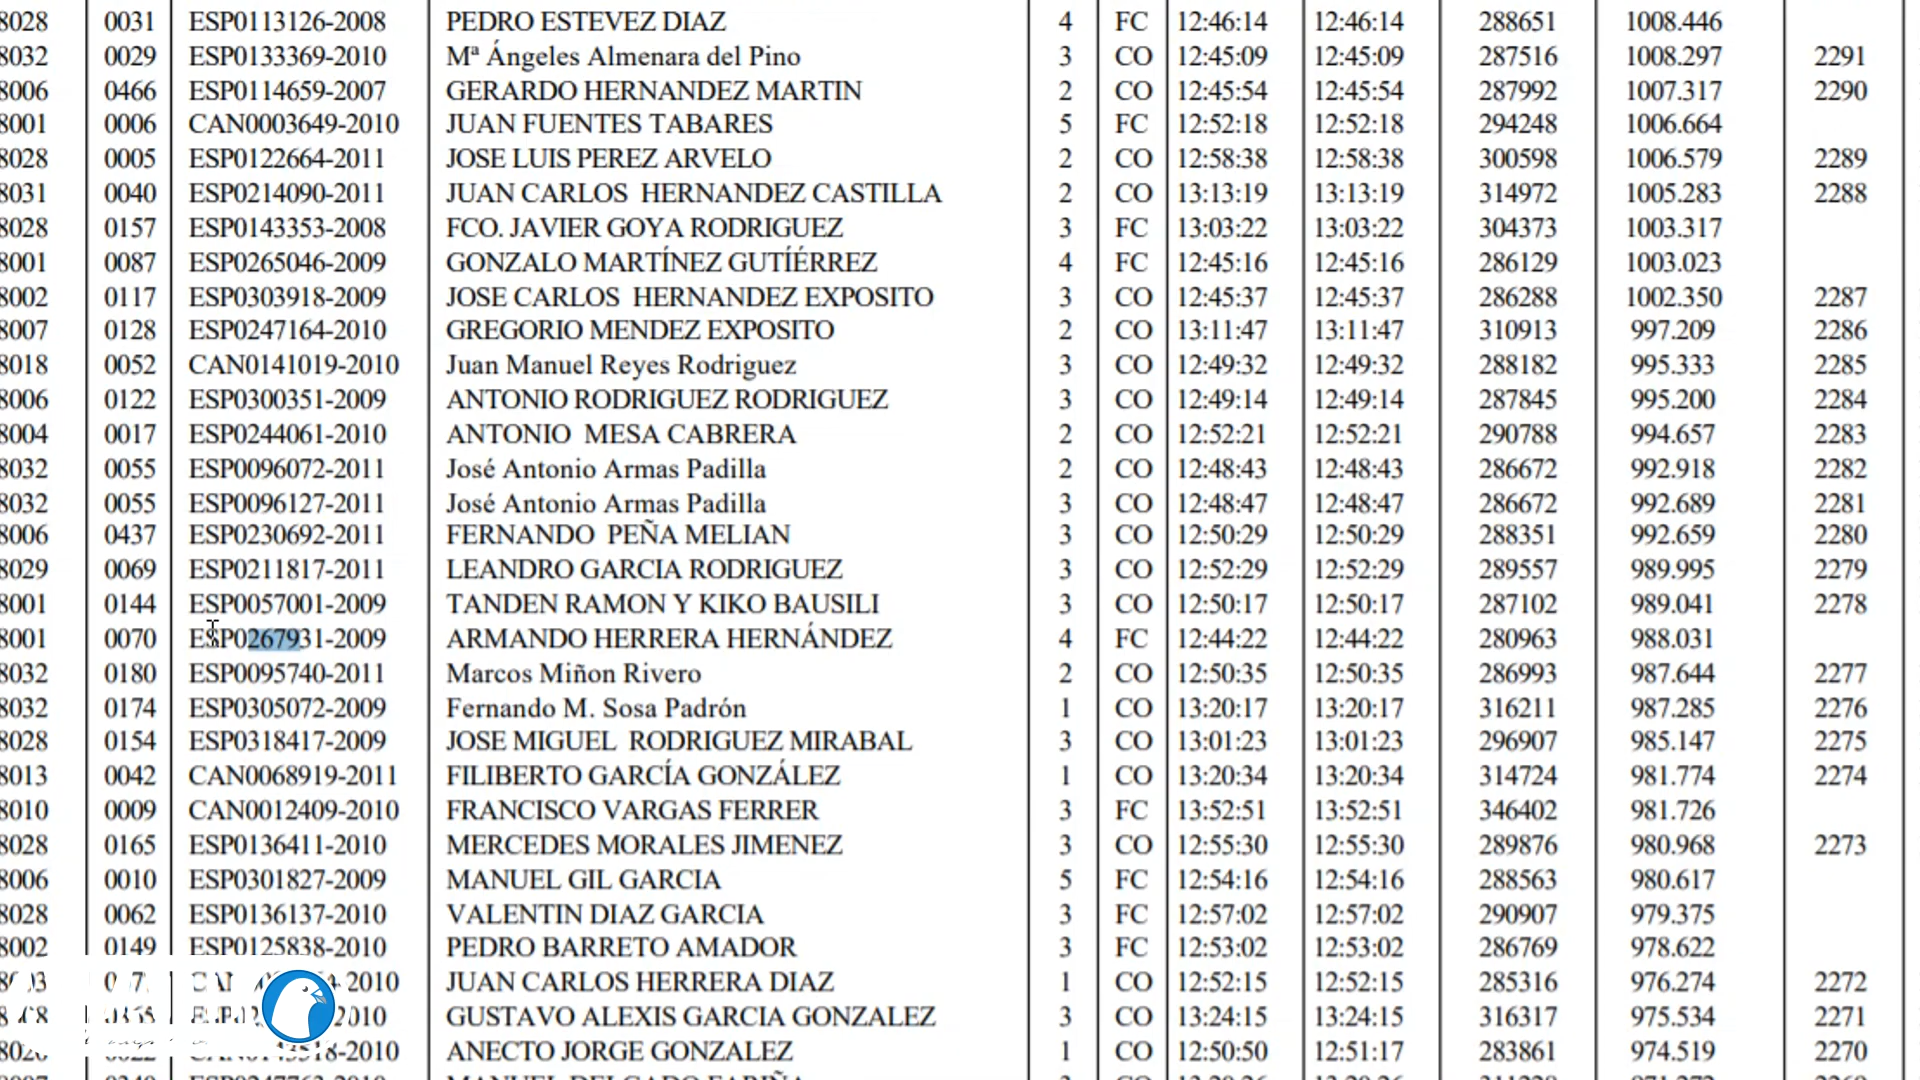 8028 0031 ESP0113126-2008 PEDRO ESTEVEZ DIAZ 4 FC 12:46:14 12:46:14 288651 1008.446
8032 0029 ESP0133369-2010 Mª Ángeles Almenara del Pino 3 CO 12:45:09 12:45:09 287516 1008.297 2291
8006 0466 ESP0114659-2007 GERARDO HERNANDEZ MARTIN 2 CO 12:45:54 12:45:54 287992 1007.317 2290
8001 0006 CAN0003649-2010 JUAN FUENTES TABARES 5 FC 12:52:18 12:52:18 294248 1006.664
8028 0005 ESP0122664-2011 JOSE LUIS PEREZ ARVELO 2 CO 12:58:38 12:58:38 300598 1006.579 2289
8031 0040 ESP0214090-2011 JUAN CARLOS HERNANDEZ CASTILLA 2 CO 13:13:19 13:13:19 314972 1005.283 2288
8028 0157 ESP0143353-2008 FCO. JAVIER GOYA RODRIGUEZ 3 FC 13:03:22 13:03:22 304373 1003.317
8001 0087 ESP0265046-2009 GONZALO MARTÍNEZ GUTÍÉRREZ 4 FC 12:45:16 12:45:16 286129 1003.023
8002 0117 ESP0303918-2009 JOSE CARLOS HERNANDEZ EXPOSITO 3 CO 12:45:37 12:45:37 286288 1002.350 2287
8007 0128 ESP0247164-2010 GREGORIO MENDEZ EXPOSITO 2 CO 13:11:47 13:11:47 310913 997.209 2286
8018 0052 CAN0141019-2010 Juan Manuel Reyes Rodriguez 3 CO 12:49:32 12:49:32 288182 995.333 2285
8006 0122 ESP0300351-2009 ANTONIO RODRIGUEZ RODRIGUEZ 3 CO 12:49:14 12:49:14 287845 995.200 2284
8004 0017 ESP0244061-2010 ANTONIO MESA CABRERA 2 CO 12:52:21 12:52:21 290788 994.657 2283
8032 0055 ESP0096072-2011 José Antonio Armas Padilla 2 CO 12:48:43 12:48:43 286672 992.918 2282
8032 0055 ESP0096127-2011 José Antonio Armas Padilla 3 CO 12:48:47 12:48:47 286672 992.689 2281
8006 0437 ESP0230692-2011 FERNANDO PEÑA MELIAN 3 CO 12:50:29 12:50:29 288351 992.659 2280
8029 0069 ESP0211817-2011 LEANDRO GARCIA RODRIGUEZ 3 CO 12:52:29 12:52:29 289557 989.995 2279
8001 0144 ESP0057001-2009 TANDEN RAMON Y KIKO BAUSILI 3 CO 12:50:17 12:50:17 287102 989.041 2278
8001 0070 ESP0267931-2009 ARMANDO HERRERA HERNÁNDEZ 4 FC 12:44:22 12:44:22 280963 988.031
8032 0180 ESP0095740-2011 Marcos Miñon Rivero 2 CO 12:50:35 12:50:35 286993 987.644 2277
8032 0174 ESP0305072-2009 Fernando M. Sosa Padrón 1 CO 13:20:17 13:20:17 316211 987.285 2276
8028 0154 ESP0318417-2009 JOSE MIGUEL RODRIGUEZ MIRABAL 3 CO 13:01:23 13:01:23 296907 985.147 2275
8013 0042 CAN0068919-2011 FILIBERTO GARCÍA GONZÁLEZ 1 CO 13:20:34 13:20:34 314724 981.774 2274
8010 0009 CAN0012409-2010 FRANCISCO VARGAS FERRER 3 FC 13:52:51 13:52:51 346402 981.726
8028 0165 ESP0136411-2010 MERCEDES MORALES JIMENEZ 3 CO 12:55:30 12:55:30 289876 980.968 2273
8006 0010 ESP0301827-2009 MANUEL GIL GARCIA 5 FC 12:54:16 12:54:16 288563 980.617
8028 0062 ESP0136137-2010 VALENTIN DIAZ GARCIA 3 FC 12:57:02 12:57:02 290907 979.375
8002 0149 ESP0125838-2010 PEDRO BARRETO AMADOR 3 FC 12:53:02 12:53:02 286769 978.622
JUAN CARLOS HERRERA DIAZ 1 CO 12:52:15 12:52:15 285316 976.274 2272
GUSTAVO ALEXIS GARCIA GONZALEZ 3 CO 13:24:15 13:24:15 316317 975.534 2271
ANECTO JORGE GONZALEZ 1 CO 12:50:50 12:51:17 283861 974.519 2270